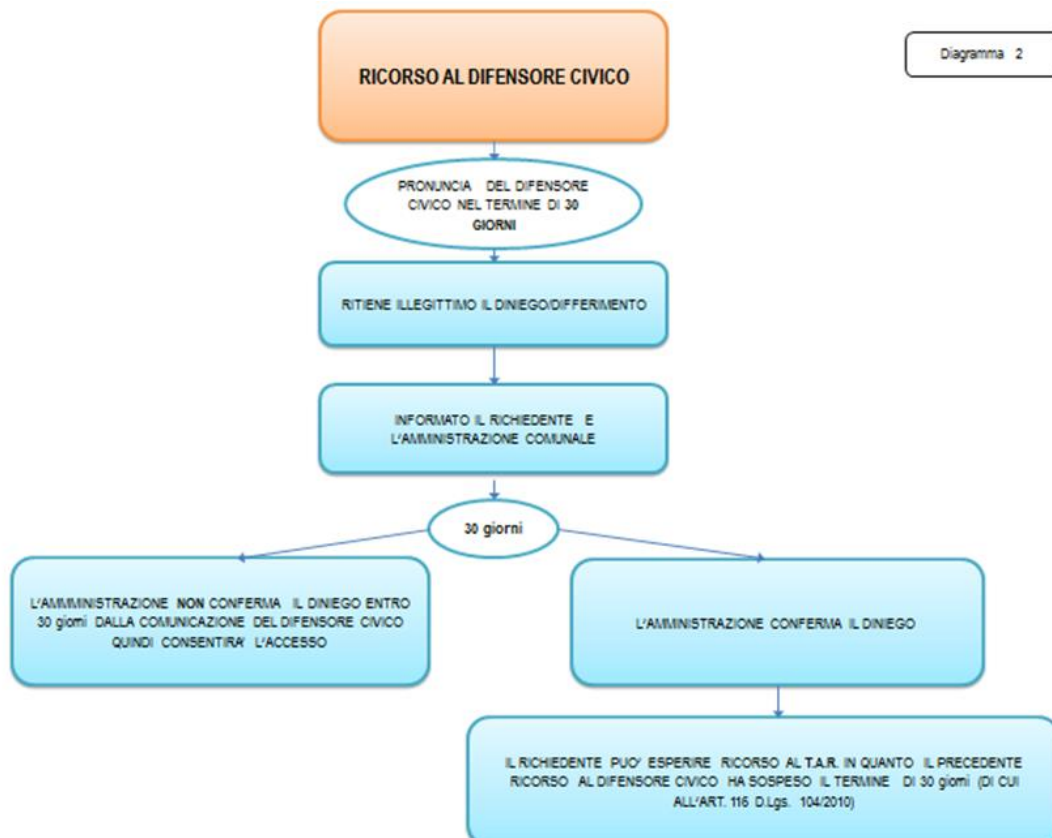 RICORSO AL DIFENSORE CIVICO
Diagramma 2
PRONUNCIA DEL DIFENSORE
CIVICO NEL TERMINE DI 30
GIORNI
RITIENE ILLEGITTIMO IL DINIEGO/DIFFERIMENTO
INFORMATO IL RICHIEDENTE E
L'AMMINISTRAZIONE COMUNALE
30 giorni
L'AMMMINISTRAZIONE NON CONFERMA IL DINIEGO ENTRO
30 giorni DALLA COMUNICAZIONE DEL DIFENSORE CIVICO
QUINDI CONSENTIRA' L'ACCESSO
L'AMMINISTRAZIONE CONFERMA IL DINIEGO
IL RICHIEDENTE PUO' ESPERIRE RICORSO AL T.A.R. IN QUANTO IL PRECEDENTE
RICORSO AL DIFENSORE CIVICO HA SOSPESO IL TERMINE DI 30 giorni (DI CUI
ALL'ART. 116 D.Lgs. 104/2010)